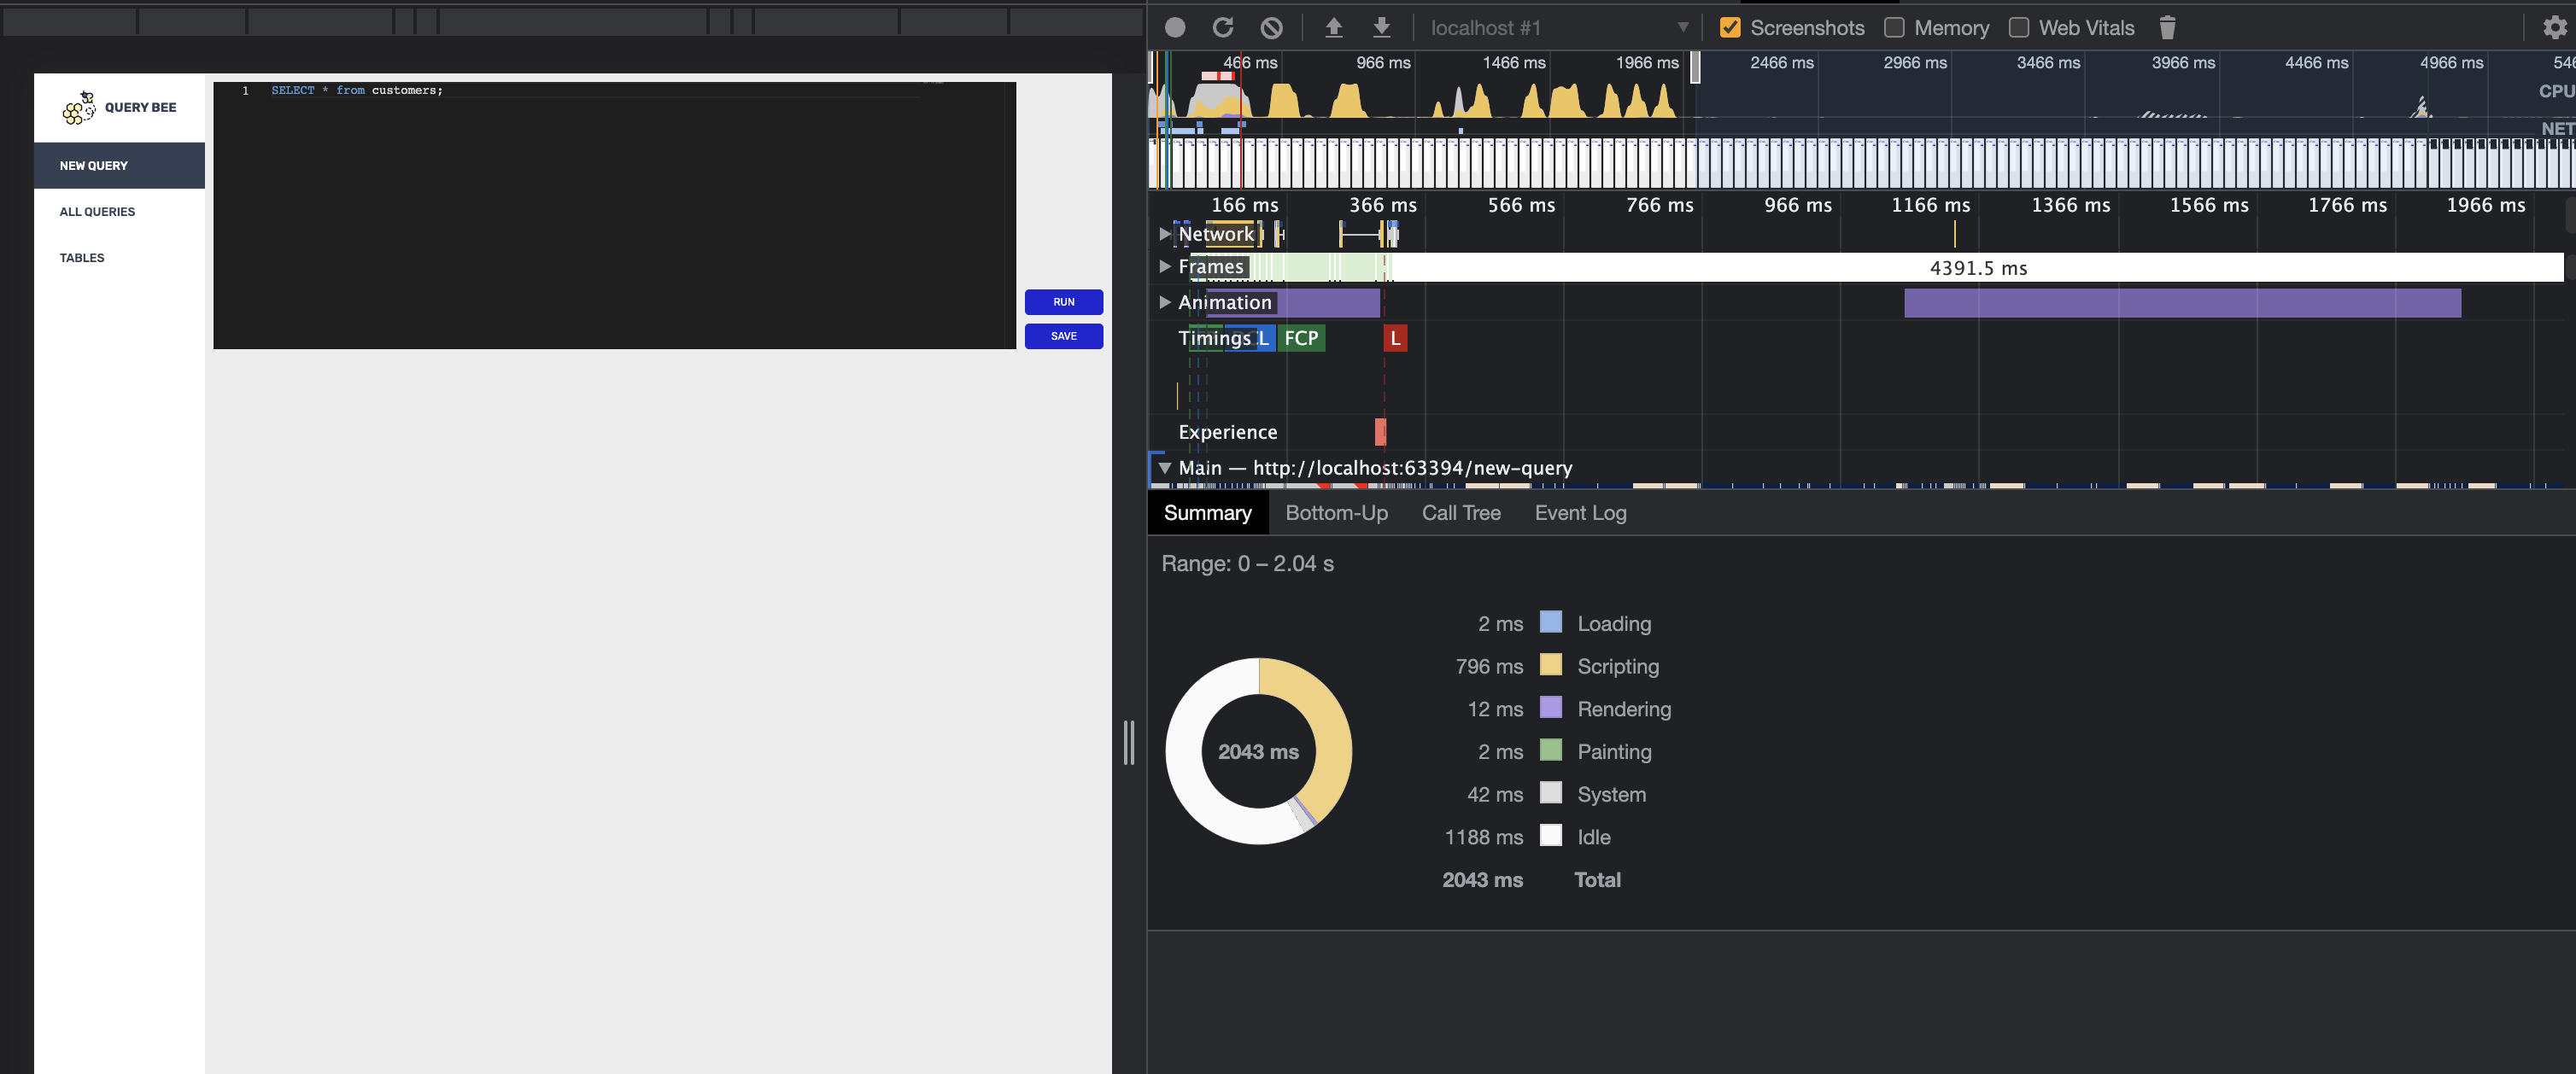 QUERY BEE
NEW QUERY
ALL QUERIES
TABLES
1 SELECT * from customers;
RUN
SAVE
localhost #1
Screenshots
Memory
Web Vitals
466 ms 966 ms 1466 ms 1966 ms 2466 ms 2966 ms 3466 ms 3966 ms 4466 ms 4966 ms 546
CPU
NET
166 ms 366 ms 566 ms 766 ms 966 ms 1166 ms 1366 ms 1566 ms 1766 ms 1966 ms
Network
Frames 4391.5 ms
Animation
Timings L FCP L
Experience
Main — http://localhost:63394/new-query
Summary Bottom-Up Call Tree Event Log
Range: 0 – 2.04 s
2043 ms
2 ms Loading
796 ms Scripting
12 ms Rendering
2 ms Painting
42 ms System
1188 ms Idle
2043 ms Total